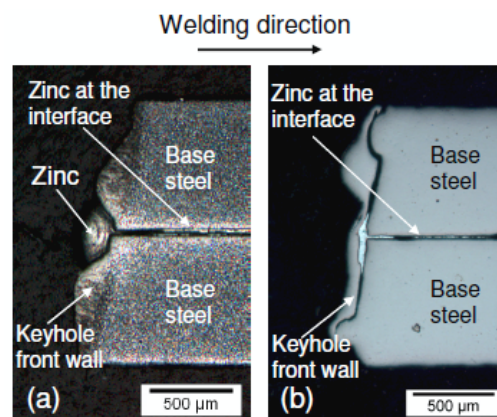 Welding direction
Zinc at the
interface
Zinc
Base
steel
Base
steel
Keyhole
front wall
(a)
500 µm
Zinc at the
interface
Base
steel
Base
steel
Keyhole
front wall
(b)
500 µm